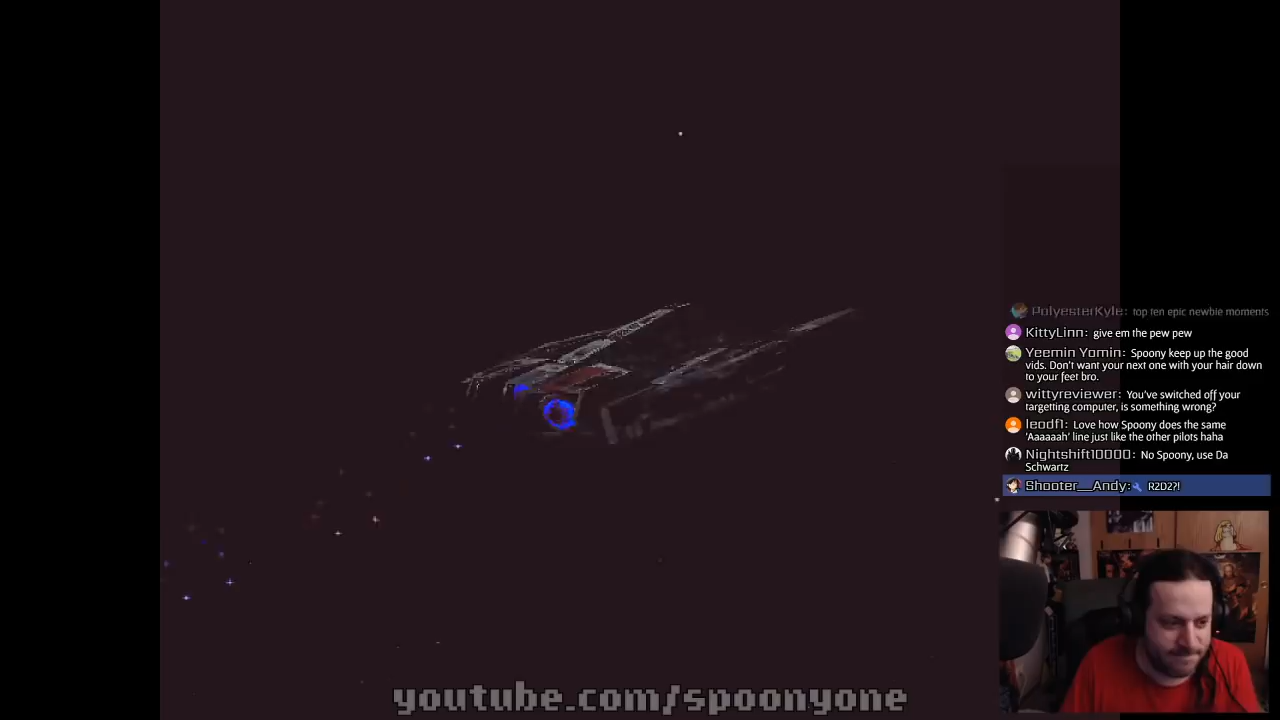 PolyesterKyle: top ten epic newbie moments
KittyLinn: give em the pew pew
Yeemin Yomin: Spoony keep up the good
vids. Don't want your next one with your hair down
to your feet bro.
wittyreviewer: You've switched off your
targetting computer, is something wrong?
leodf1: Love how Spoony does the same
'Aaaaaah' line just like the other pilots haha
Nightshift10000: No Spoony, use Da
Schwartz
Shooter__Andy: R2D2?!
youtube.com/spoonyone